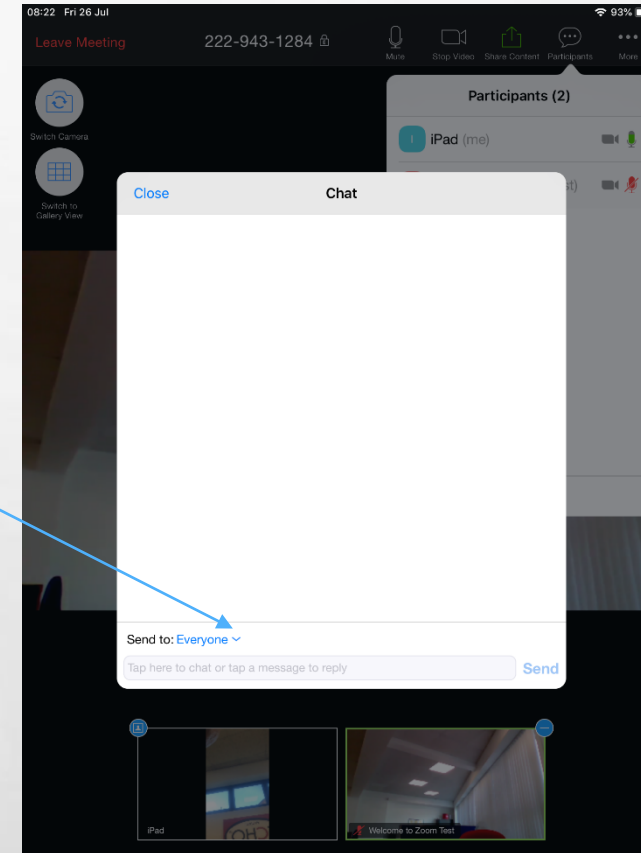 08:22 Fri 26 Jul
93%
Leave Meeting
222-943-1284
Mute
Stop Video
Share Content
Participants
More
Switch Camera
Participants (2)
iPad (me)
st)
Switch to
Gallery View
Close
Chat
Send to: Everyone
Tap here to chat or tap a message to reply
Send
iPad
Welcome to Zoom Test